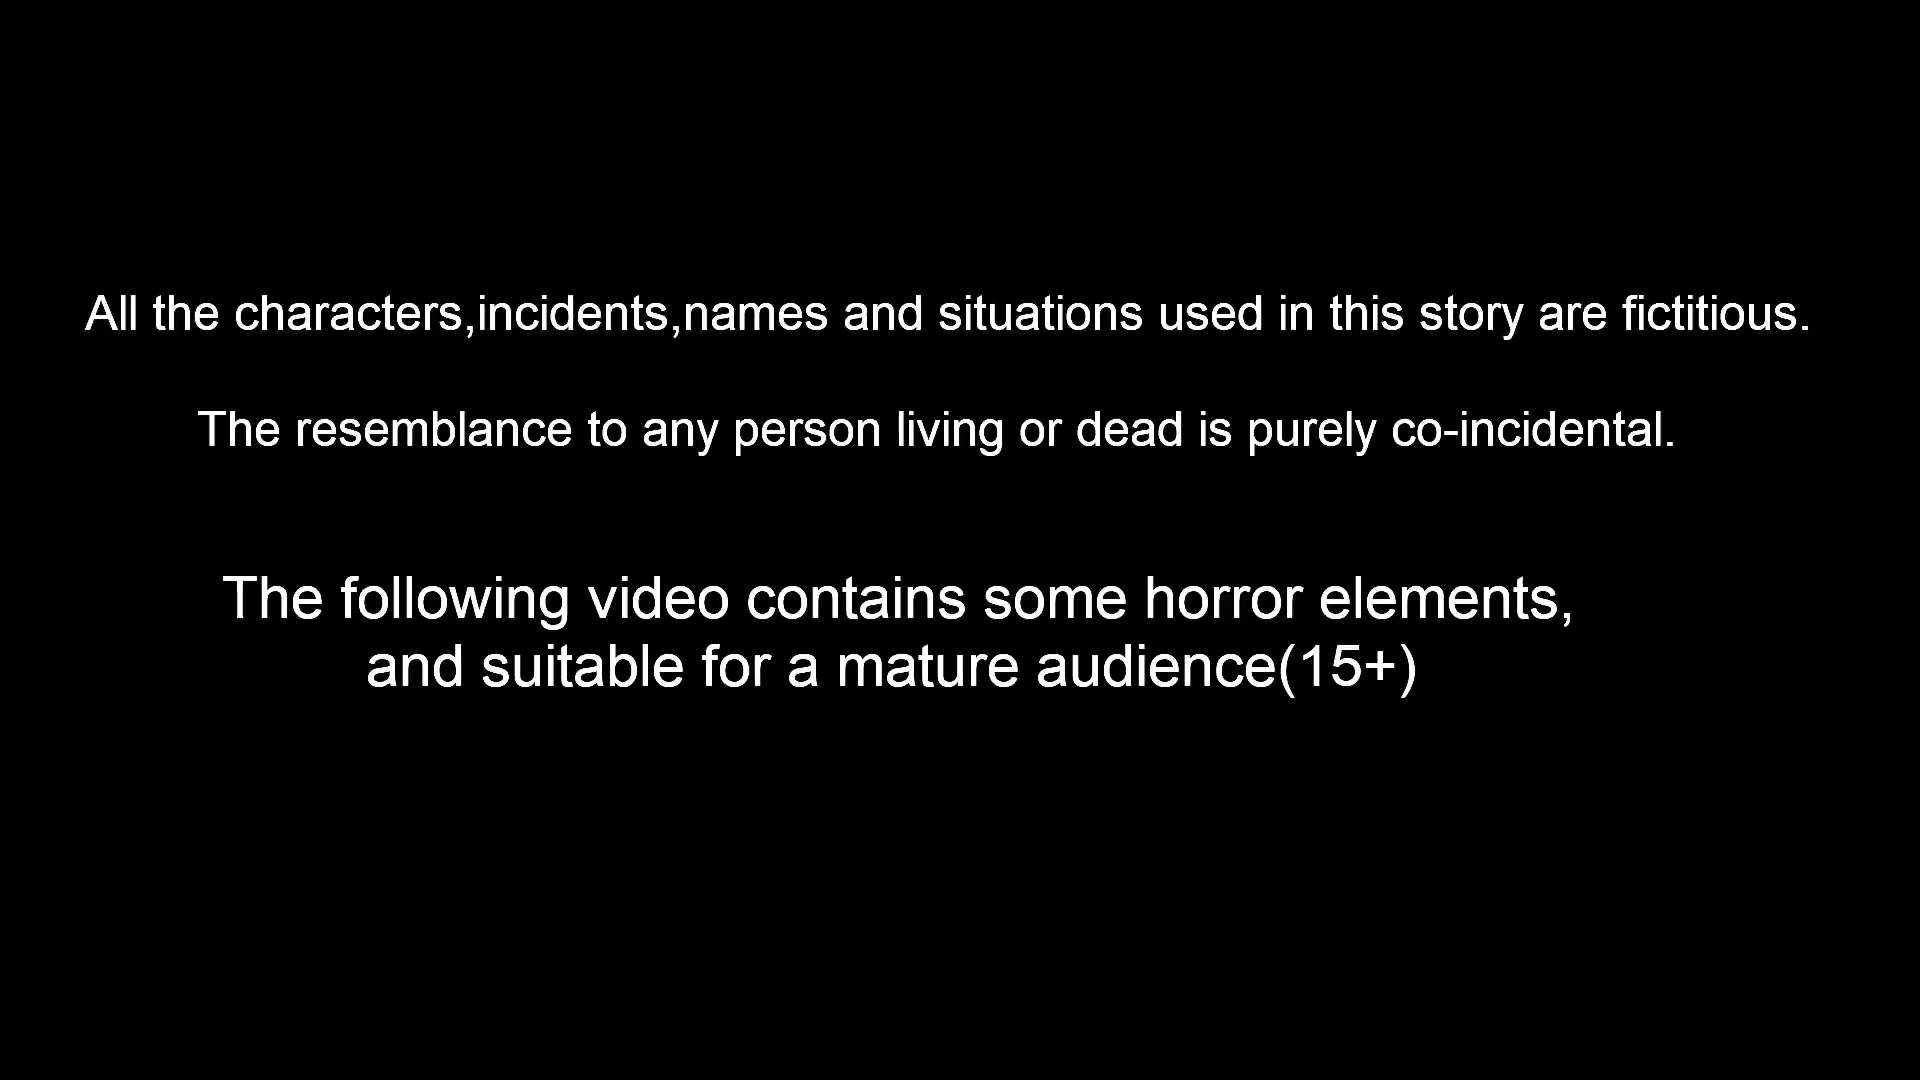 All the characters,incidents,names and situations used in this story are fictitious.
The resemblance to any person living or dead is purely co-incidental.
The following video contains some horror elements,
and suitable for a mature audience(15+)